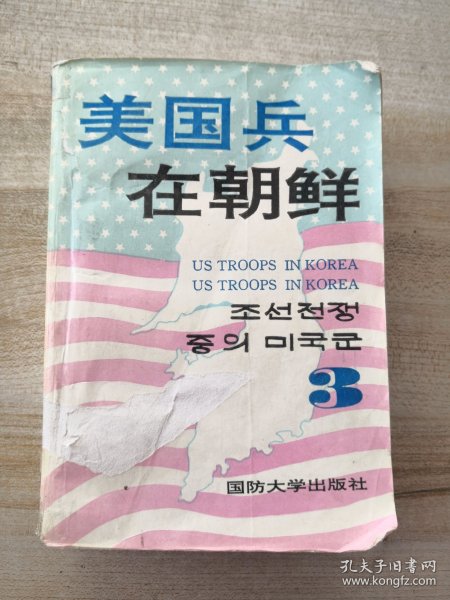 美国兵
在朝鲜
US TROOPS IN KOREA
US TROOPS IN KOREA
조선전쟁
중의 미국군
3
国防大学出版社
孔夫子旧书网
www.kongfz.com